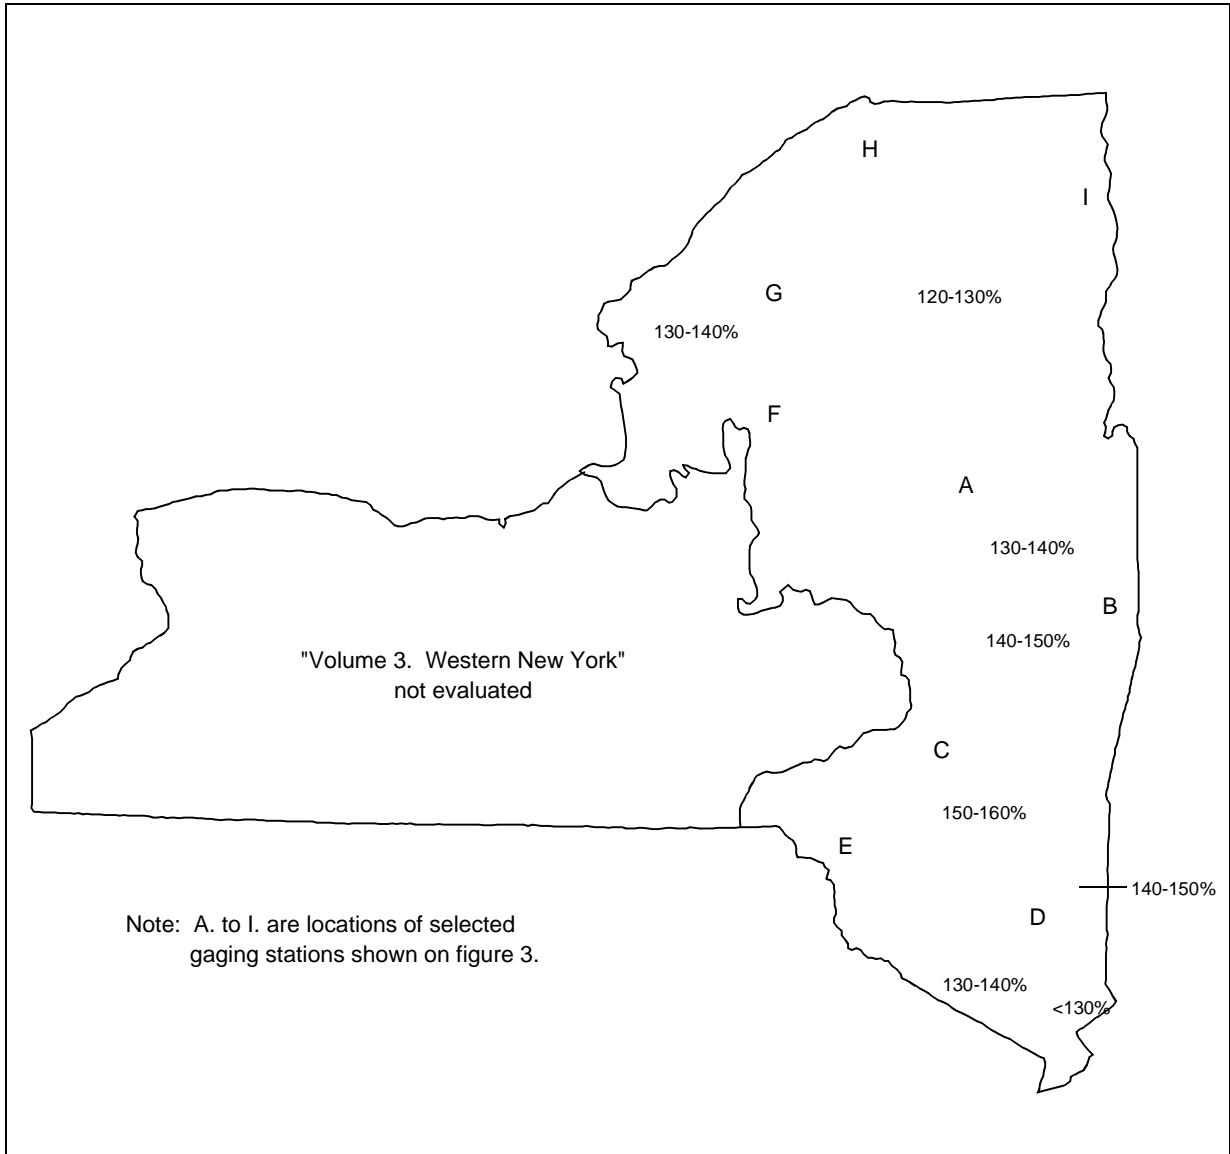 H
I
G
120-130%
130-140%
F
A
130-140%
B
140-150%
"Volume 3.  Western New York"
not evaluated
C
150-160%
E
140-150%
D
Note:  A. to I. are locations of selected
gaging stations shown on figure 3.
130-140%
<130%